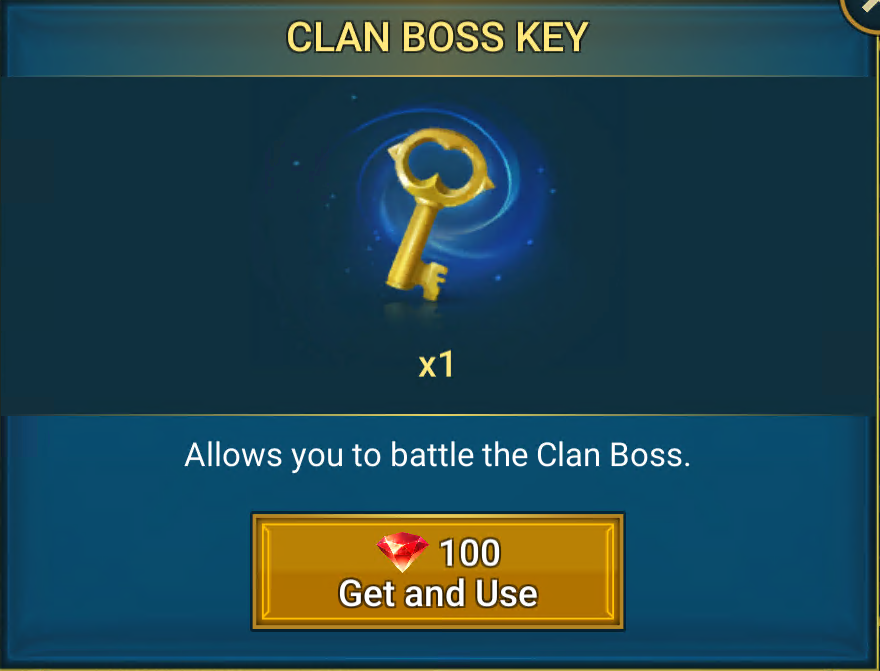 CLAN BOSS KEY
x1
Allows you to battle the Clan Boss.
100
Get and Use